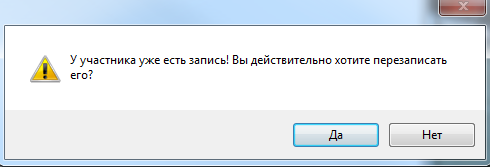 У участника уже есть запись! Вы действительно хотите перезаписать
его?
Да
Нет